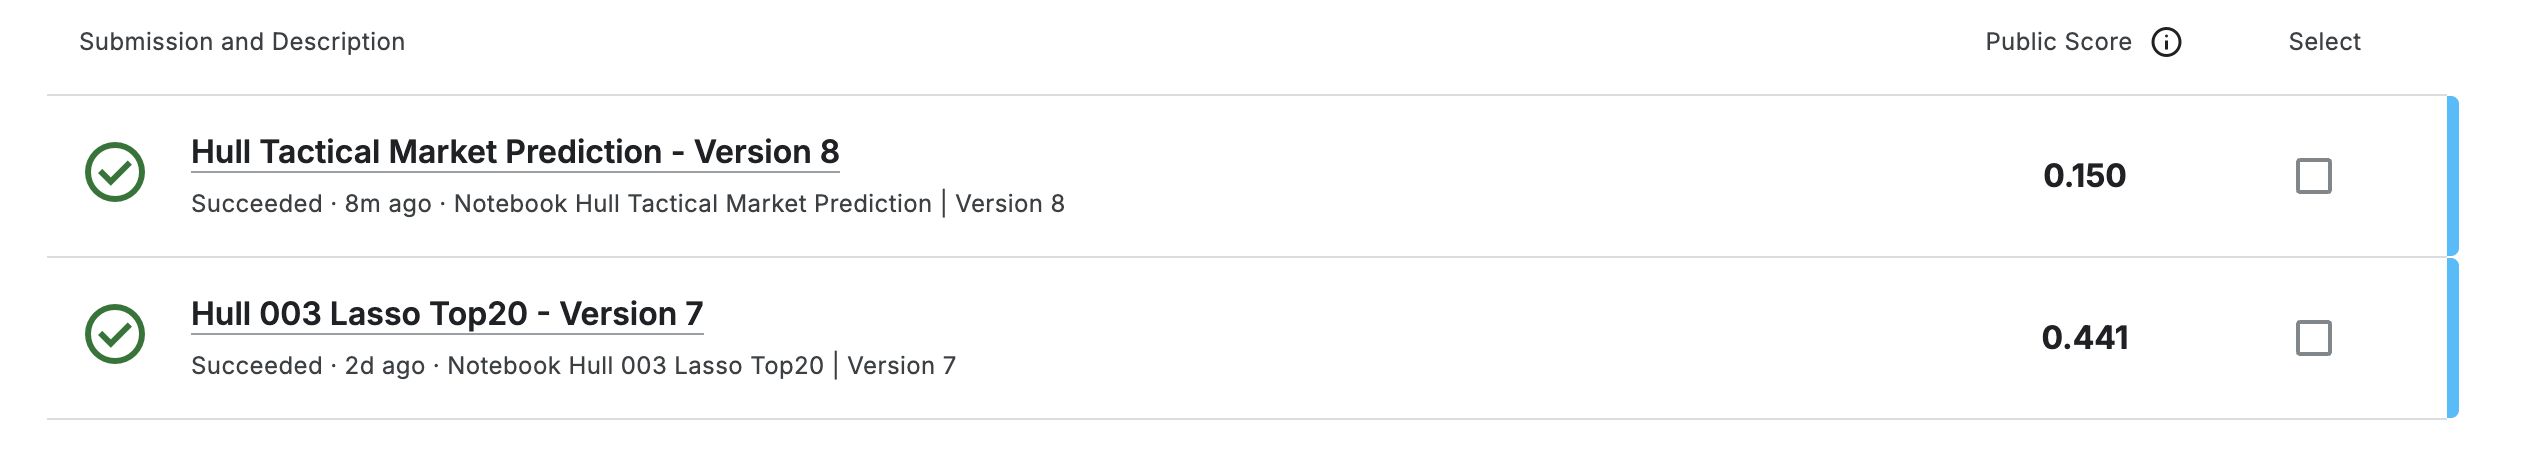 Submission and Description Public Score Select
Hull Tactical Market Prediction - Version 8
Succeeded · 8m ago · Notebook Hull Tactical Market Prediction | Version 8
0.150
Hull 003 Lasso Top20 - Version 7
Succeeded · 2d ago · Notebook Hull 003 Lasso Top20 | Version 7
0.441